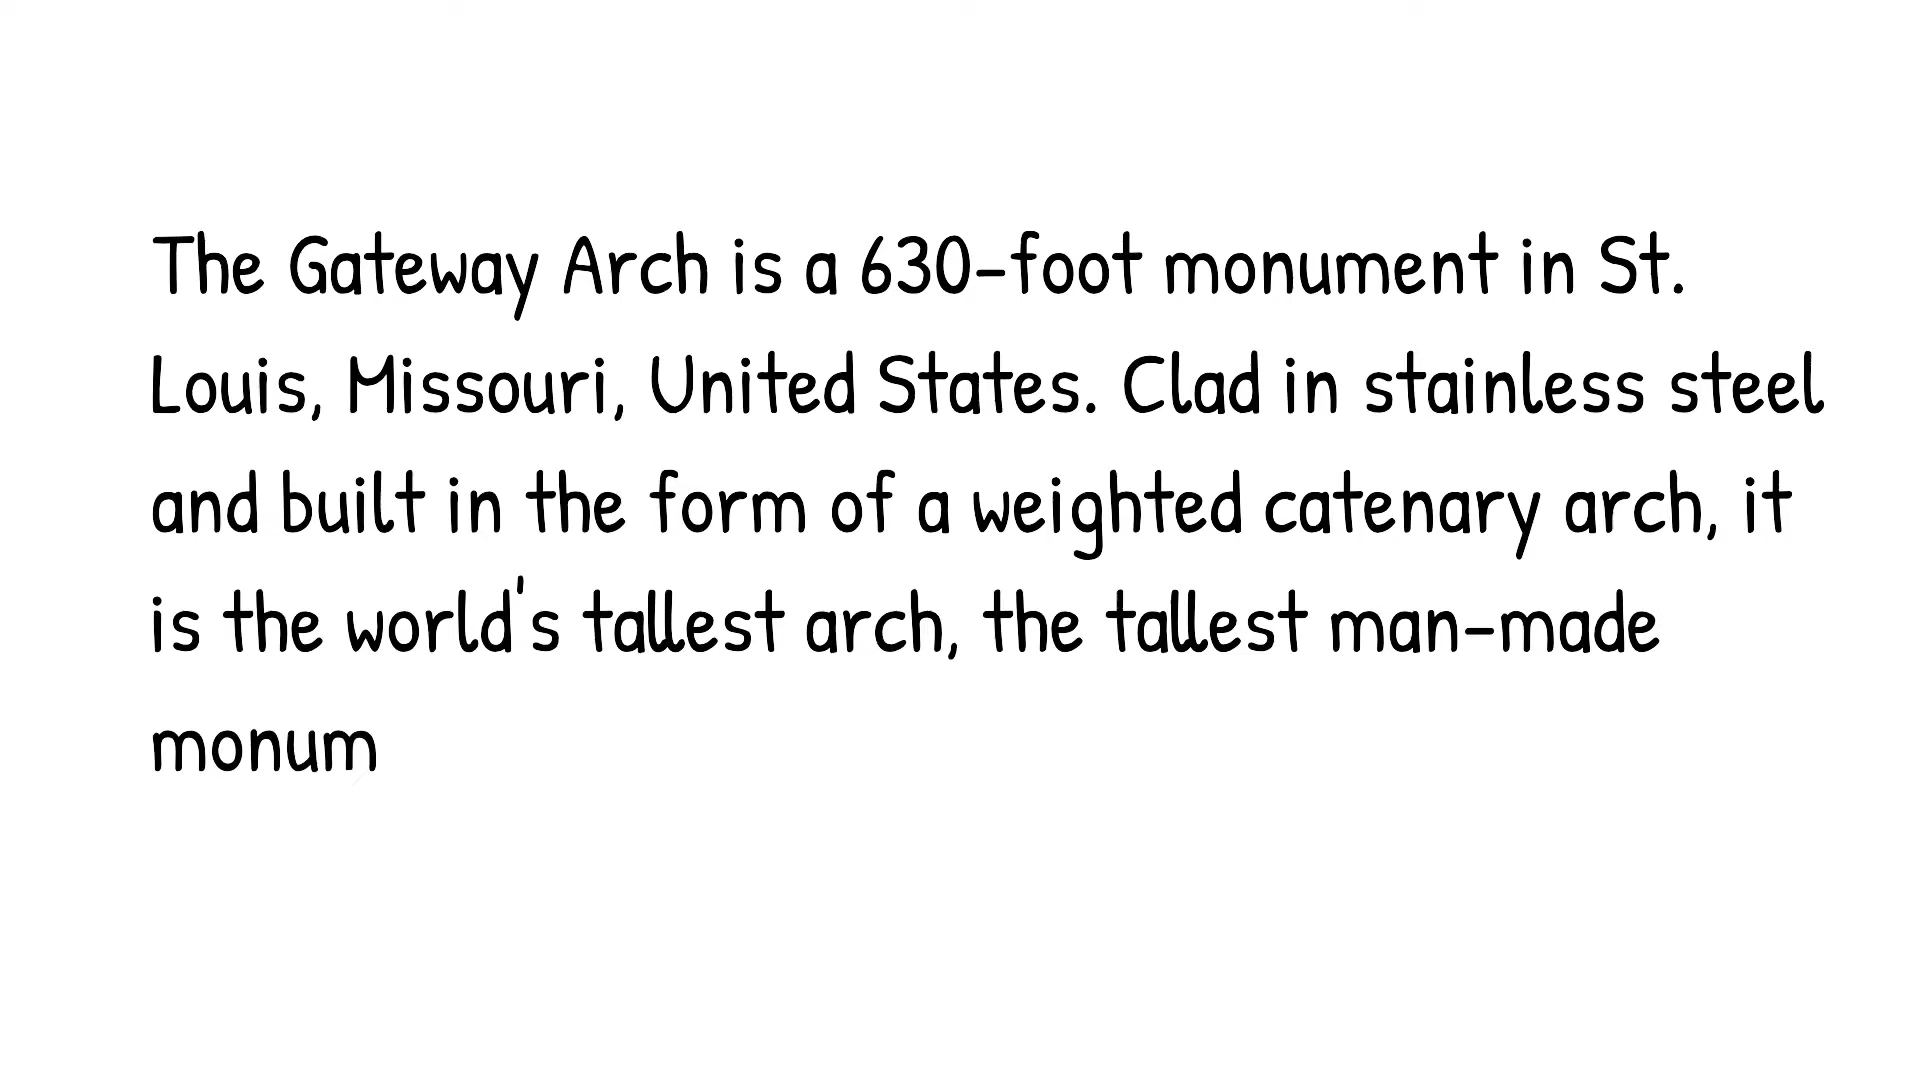 The Gateway Arch is a 630-foot monument in St.
Louis, Missouri, United States. Clad in stainless steel
and built in the form of a weighted catenary arch, it
is the world's tallest arch, the tallest man-made
monum